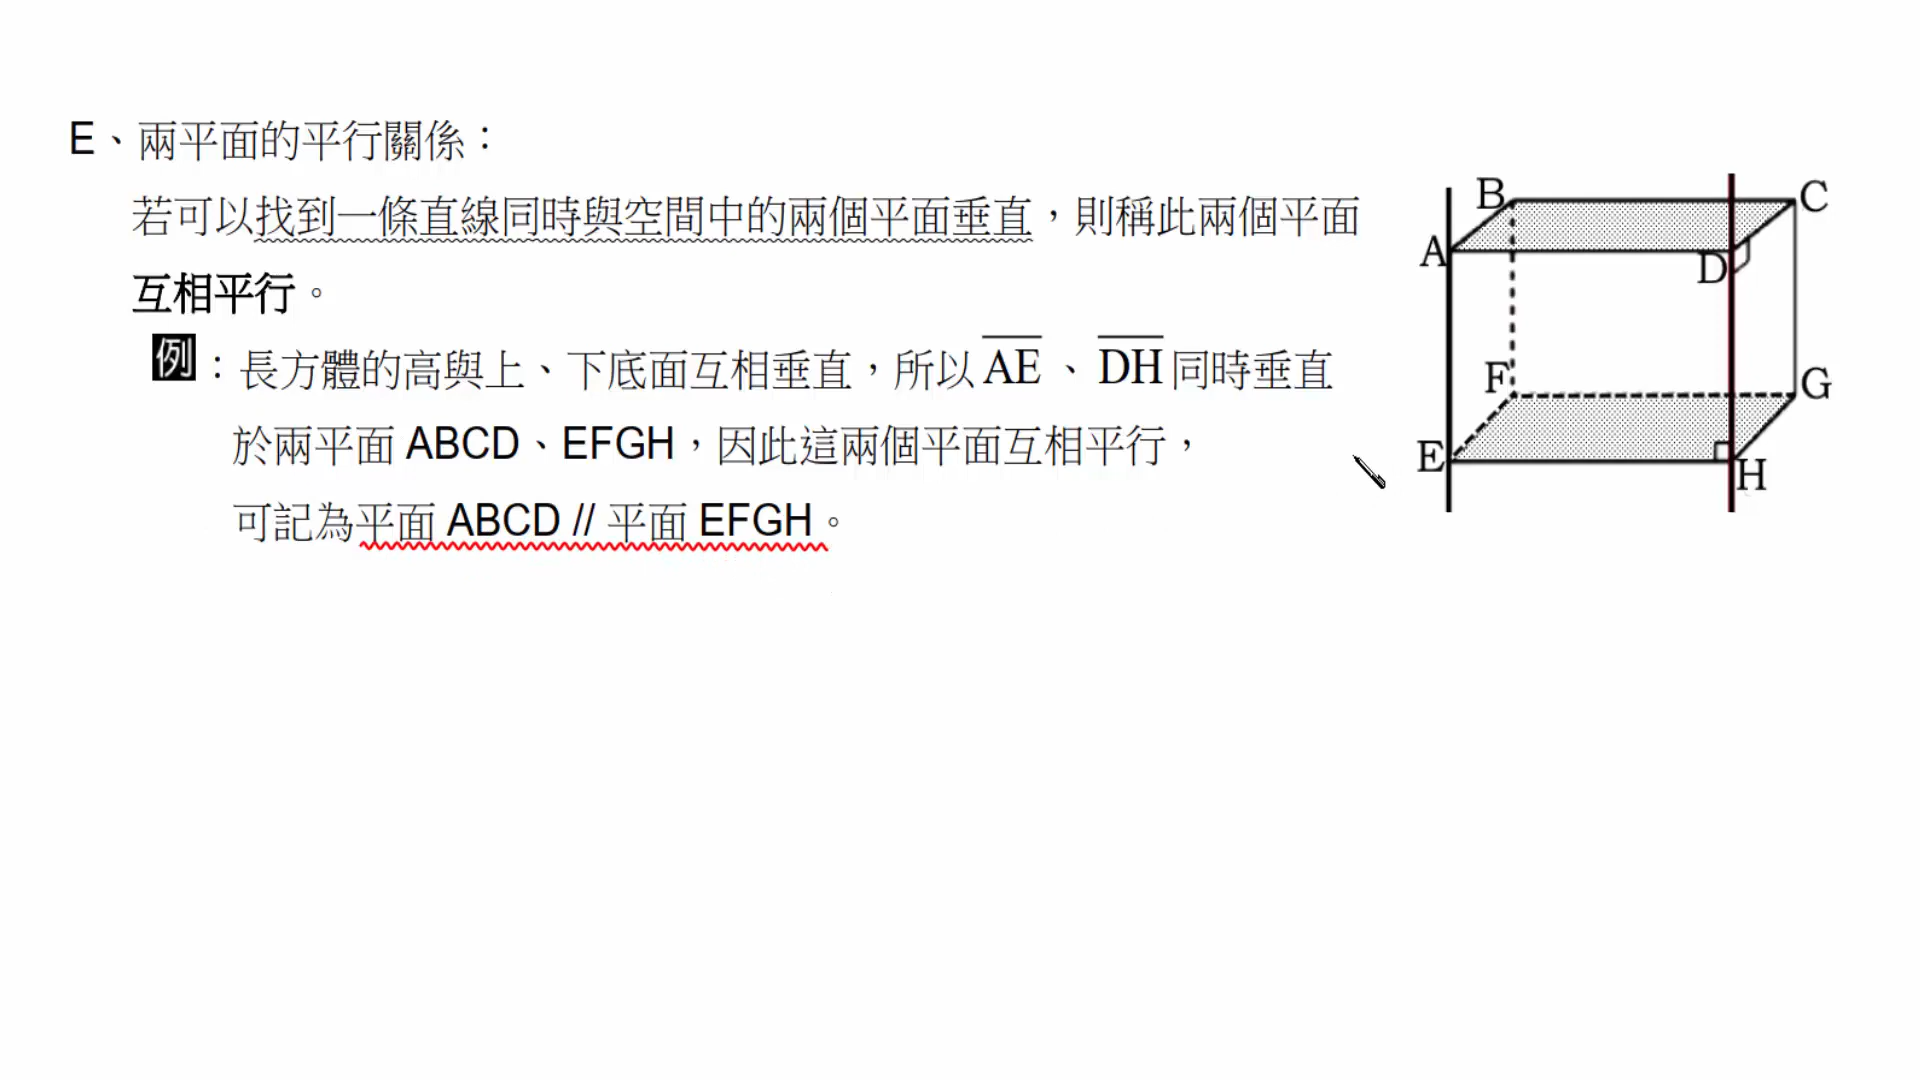 E、兩平面的平行關係：
若可以找到一條直線同時與空間中的兩個平面垂直，則稱此兩個平面
互相平行。
例：長方體的高與上、下底面互相垂直，所以 AE、DH 同時垂直
於兩平面 ABCD、EFGH，因此這兩個平面互相平行，
可記為平面 ABCD // 平面 EFGH。
B
C
A
D
F
G
E
H